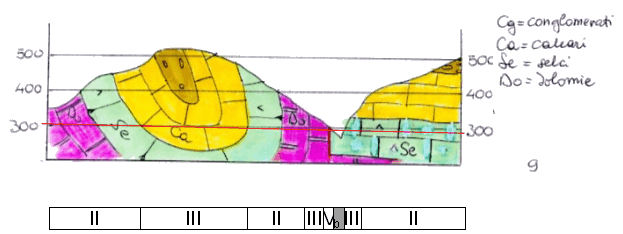 Cg = conglomerati
Ca = calcari
Se = selci
Do = dolomie
500
400
300
500
400
300
Do
Se
Ca
Do
Se
9
II III II III V III II